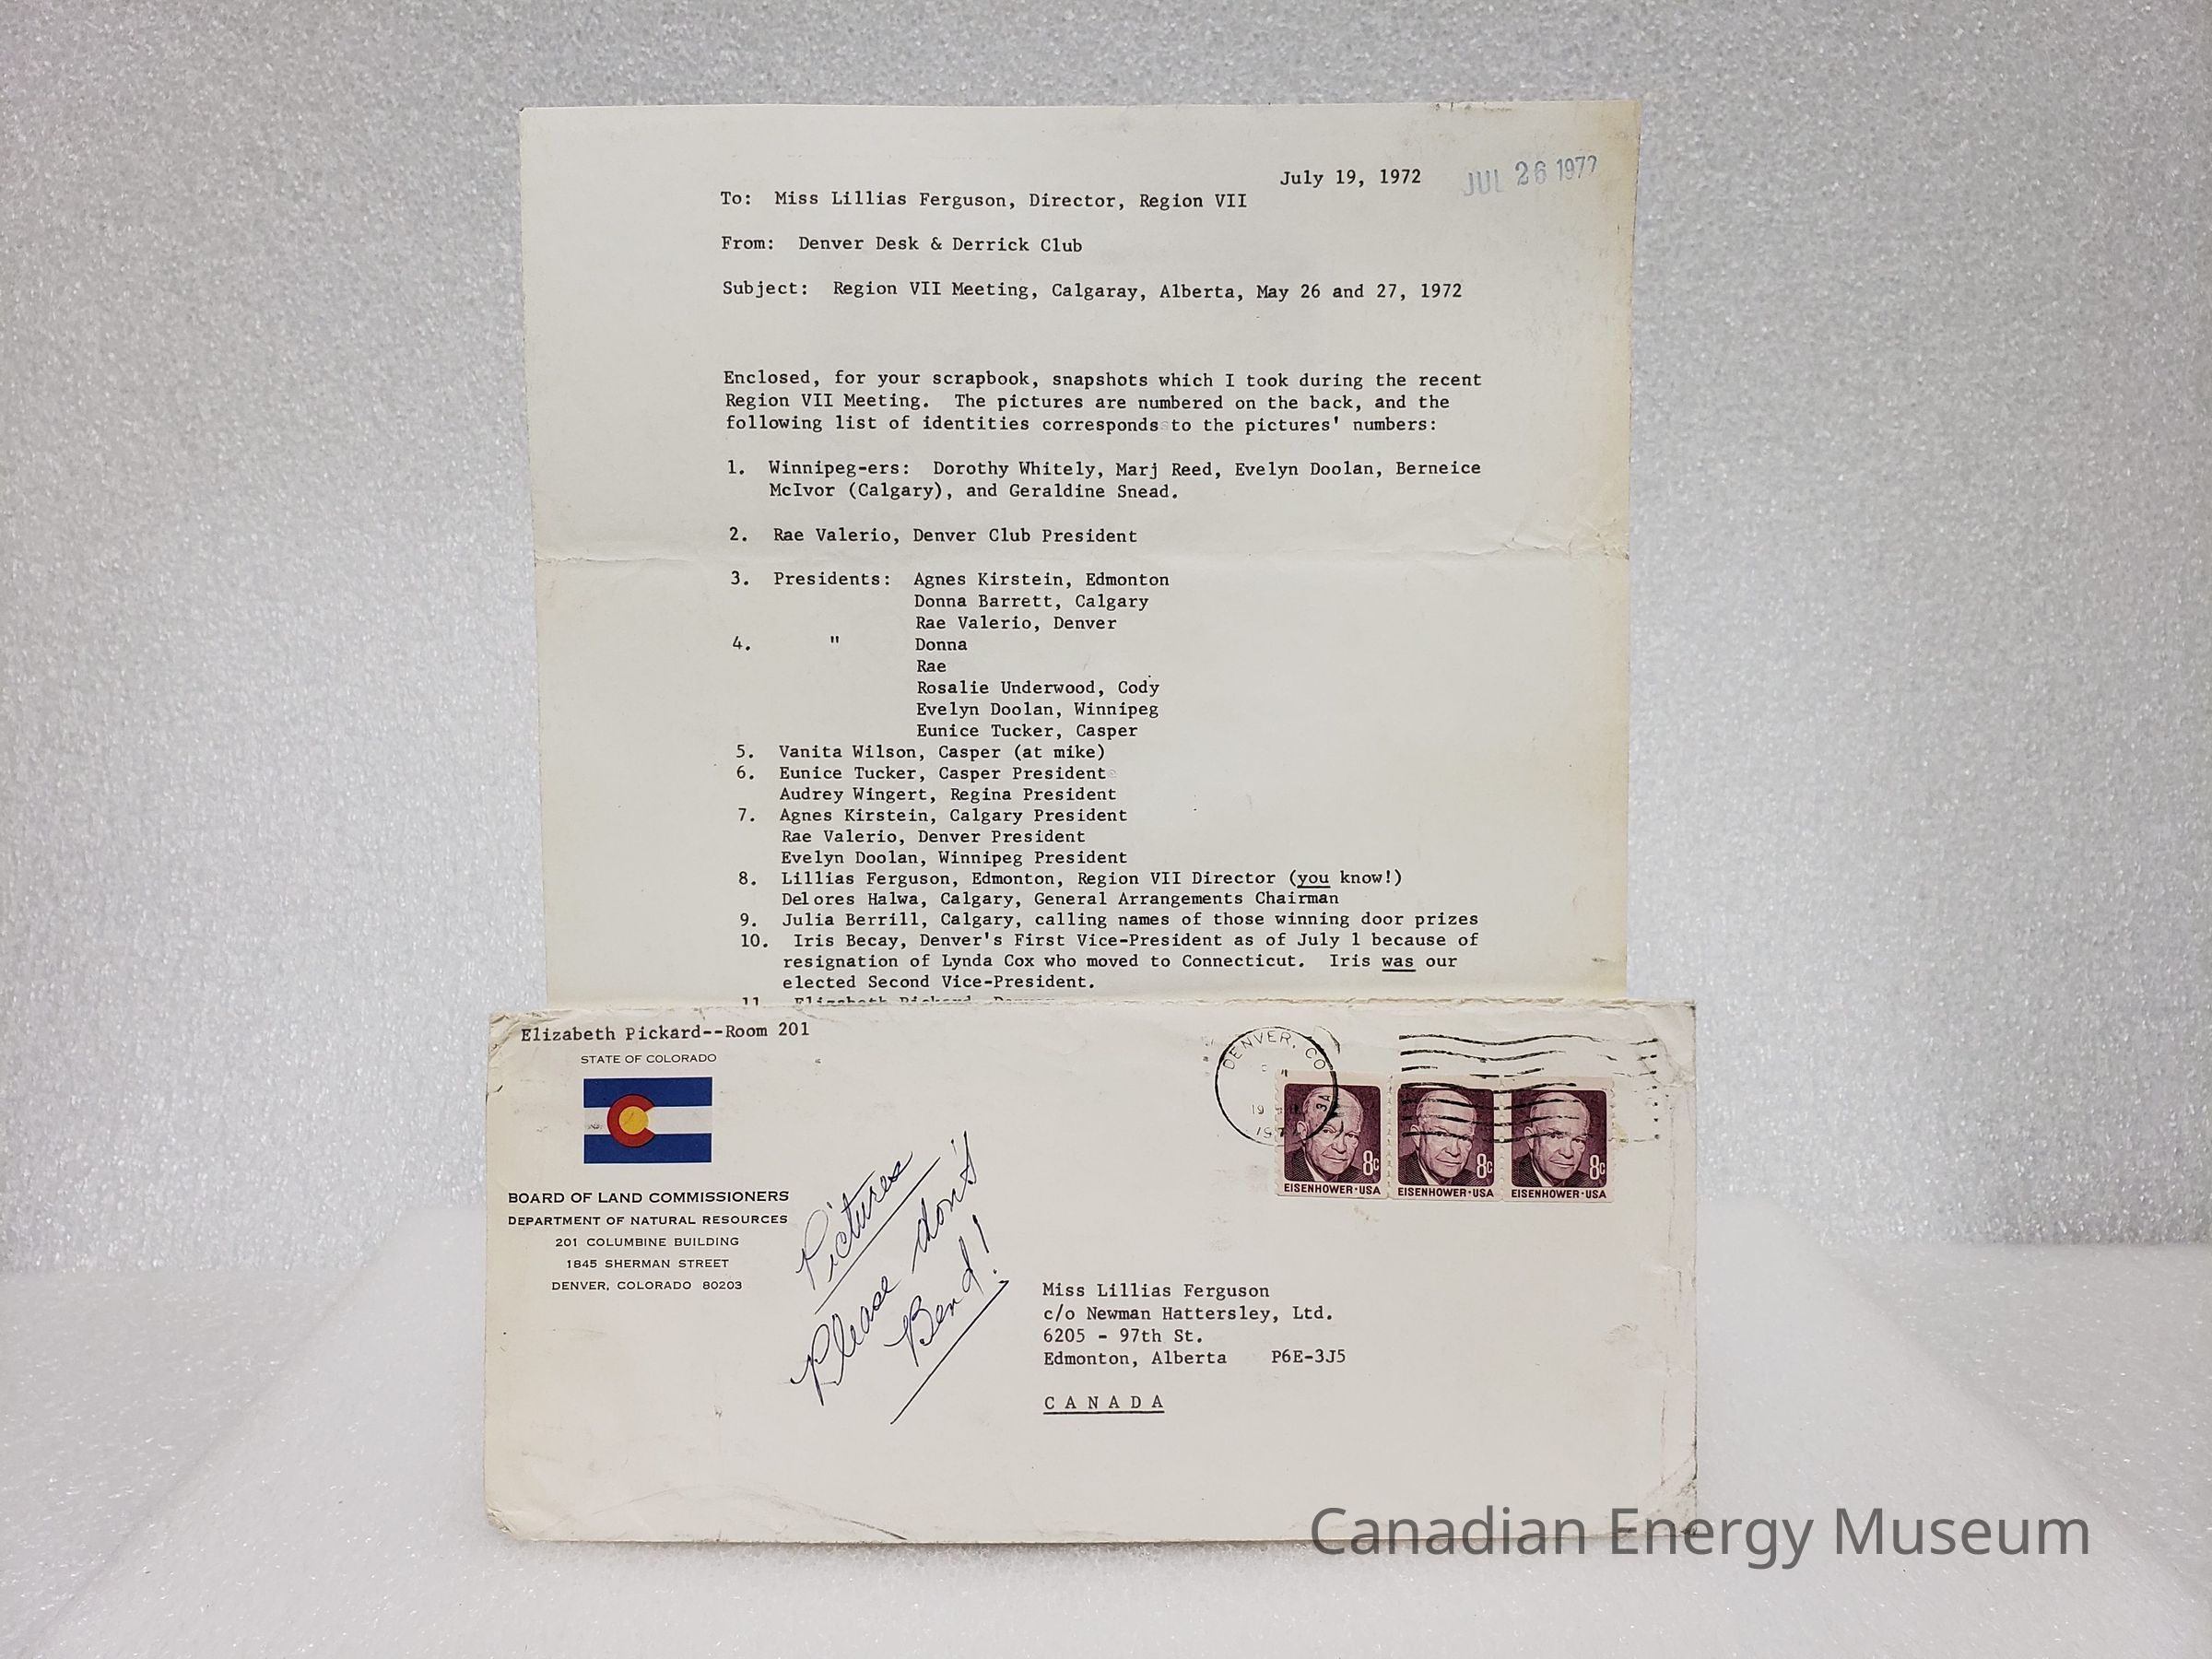 July 19, 1972 JUL 26 1972
To: Miss Lillias Ferguson, Director, Region VII
From: Denver Desk & Derrick Club
Subject: Region VII Meeting, Calgaray, Alberta, May 26 and 27, 1972
Enclosed, for your scrapbook, snapshots which I took during the recent
Region VII Meeting. The pictures are numbered on the back, and the
following list of identities corresponds to the pictures' numbers:
1. Winnipeg-ers: Dorothy Whitely, Marj Reed, Evelyn Doolan, Berneice
McIvor (Calgary), and Geraldine Snead.
2. Rae Valerio, Denver Club President
3. Presidents: Agnes Kirstein, Edmonton
Donna Barrett, Calgary
Rae Valerio, Denver
4. " Donna
Rae
Rosalie Underwood, Cody
Evelyn Doolan, Winnipeg
Eunice Tucker, Casper
5. Vanita Wilson, Casper (at mike)
6. Eunice Tucker, Casper President
Audrey Wingert, Regina President
7. Agnes Kirstein, Calgary President
Rae Valerio, Denver President
Evelyn Doolan, Winnipeg President
8. Lillias Ferguson, Edmonton, Region VII Director (you know!)
Delores Halwa, Calgary, General Arrangements Chairman
9. Julia Berrill, Calgary, calling names of those winning door prizes
10. Iris Becay, Denver's First Vice-President as of July 1 because of
resignation of Lynda Cox who moved to Connecticut. Iris was our
elected Second Vice-President.
11. Elizabeth Pickard, Denver
Elizabeth Pickard--Room 201
STATE OF COLORADO
BOARD OF LAND COMMISSIONERS
DEPARTMENT OF NATURAL RESOURCES
201 COLUMBINE BUILDING
1845 SHERMAN STREET
DENVER, COLORADO 80203
Pictures
Please don't
Bend!
DENVER, CO
19
8c 8c 8c
EISENHOWER·USA EISENHOWER·USA EISENHOWER·USA
Miss Lillias Ferguson
c/o Newman Hattersley, Ltd.
6205 - 97th St.
Edmonton, Alberta P6E-3J5
CANADA
Canadian Energy Museum